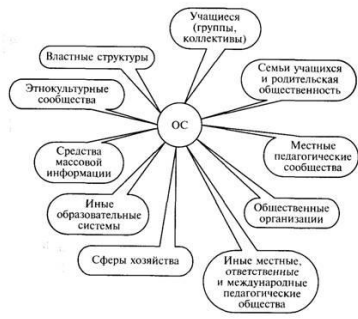 Учащиеся
(группы,
коллективы)
Властные структуры
Семьи учащихся
и родительская
общественность
Этнокультурные
сообщества
ОС
Средства
массовой
информации
Местные
педагогические
сообщества
Иные
образовательные
системы
Общественные
организации
Сферы хозяйства
Иные местные,
ответственные
и международные
педагогические
общества